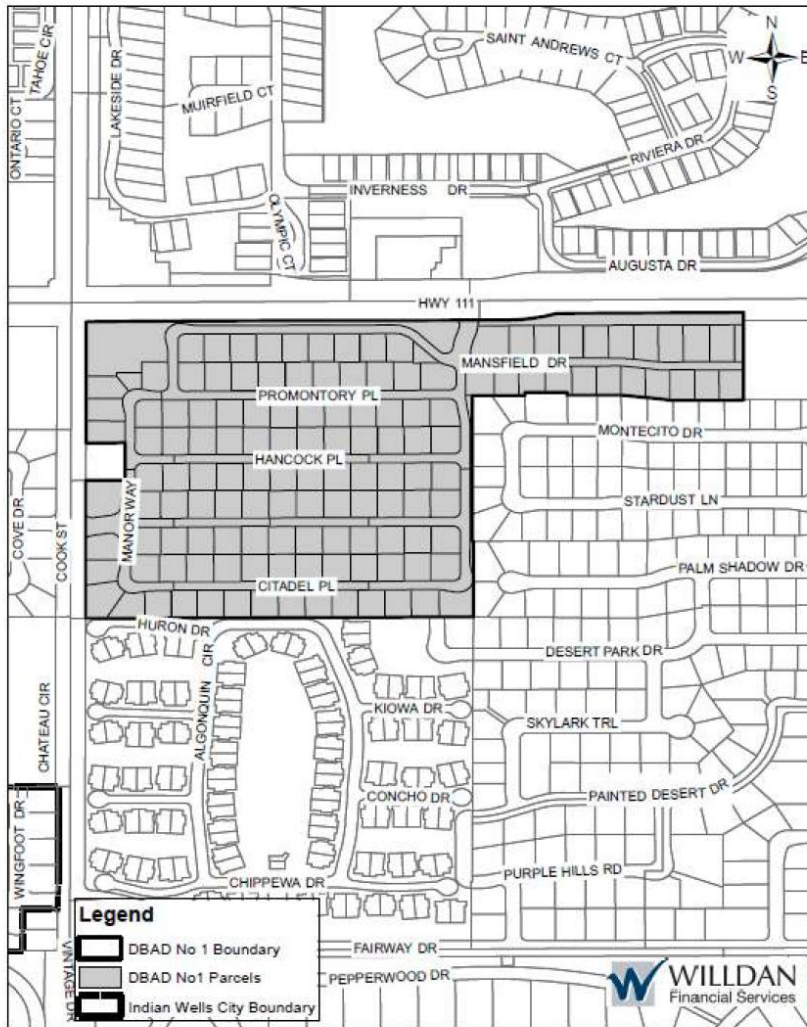 N
W E
S
SAINT ANDREWS CT
TAHOE CIR
LAKESIDE DR
MUIRFIELD CT
ONTARIO CT
RIVIERA DR
INVERNESS DR
OLYMPIC CT
AUGUSTA DR
HWY 111
MANSFIELD DR
PROMONTORY PL
MONTECITO DR
HANCOCK PL
STARDUST LN
MANOR WAY
COVE DR
COOK ST
PALM SHADOW DR
CITADEL PL
HURON DR
DESERT PARK DR
ALGONQUIN CIR
KIOWA DR
SKYLARK TRL
CHATEAU CIR
CONCHO DR
PAINTED DESERT DR
WINGFOOT DR
PURPLE HILLS RD
CHIPPEWA DR
VINTAGE DR
FAIRWAY DR
PEPPERWOOD DR
Legend
DBAD No 1 Boundary
DBAD No1 Parcels
Indian Wells City Boundary
WILLDAN
Financial Services